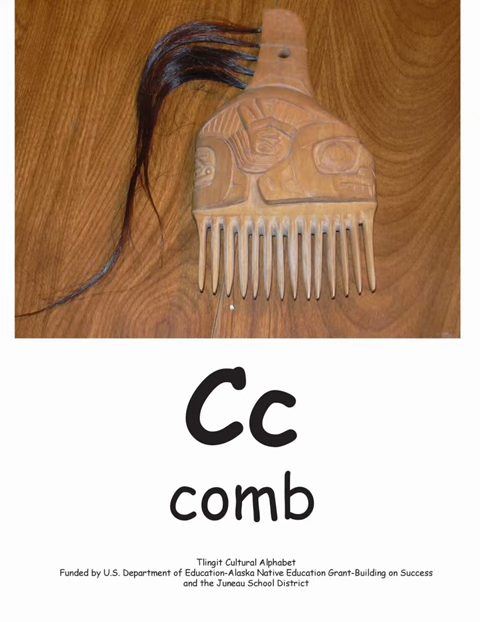 Cc
comb
Tlingit Cultural Alphabet
Funded by U.S. Department of Education-Alaska Native Education Grant-Building on Success
and the Juneau School District